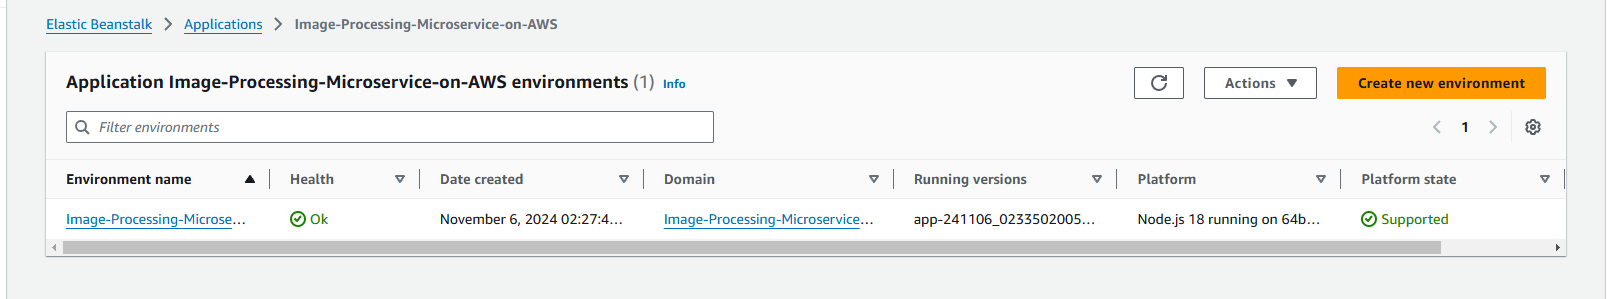 Elastic Beanstalk > Applications > Image-Processing-Microservice-on-AWS
Application Image-Processing-Microservice-on-AWS environments (1) Info
Actions
Create new environment
Filter environments
1
Environment name Health Date created Domain Running versions Platform Platform state
Image-Processing-Microse... Ok November 6, 2024 02:27:4... Image-Processing-Microservice... app-241106_0233502005... Node.js 18 running on 64b... Supported